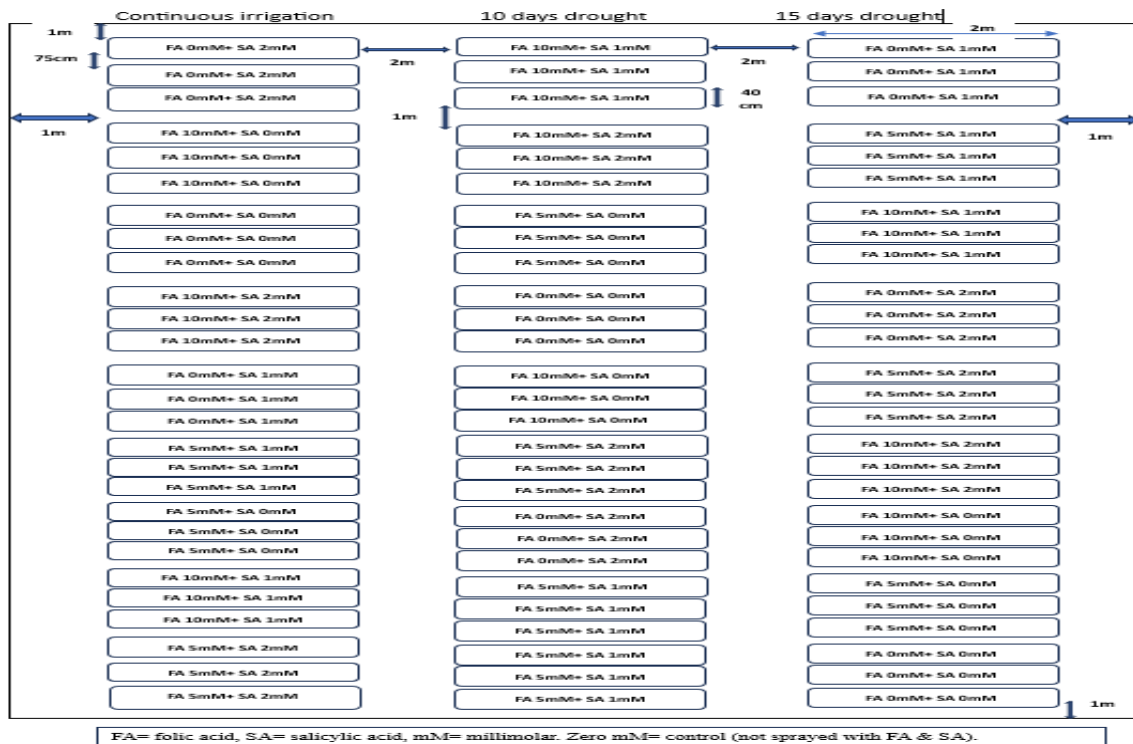 Continuous irrigation
1m
75cm
1m
FA 0mM+ SA 2mM
FA 0mM+ SA 2mM
FA 0mM+ SA 2mM
FA 10mM+ SA 0mM
FA 10mM+ SA 0mM
FA 10mM+ SA 0mM
FA 0mM+ SA 0mM
FA 0mM+ SA 0mM
FA 0mM+ SA 0mM
FA 10mM+ SA 2mM
FA 10mM+ SA 2mM
FA 10mM+ SA 2mM
FA 0mM+ SA 1mM
FA 0mM+ SA 1mM
FA 0mM+ SA 1mM
FA 5mM+ SA 1mM
FA 5mM+ SA 1mM
FA 5mM+ SA 1mM
FA 5mM+ SA 0mM
FA 5mM+ SA 0mM
FA 5mM+ SA 0mM
FA 10mM+ SA 1mM
FA 10mM+ SA 1mM
FA 10mM+ SA 1mM
FA 5mM+ SA 2mM
FA 5mM+ SA 2mM
FA 5mM+ SA 2mM
2m
1m
10 days drought
FA 10mM+ SA 1mM
FA 10mM+ SA 1mM
FA 10mM+ SA 1mM
FA 10mM+ SA 2mM
FA 10mM+ SA 2mM
FA 10mM+ SA 2mM
FA 5mM+ SA 0mM
FA 5mM+ SA 0mM
FA 5mM+ SA 0mM
FA 0mM+ SA 0mM
FA 0mM+ SA 0mM
FA 0mM+ SA 0mM
FA 10mM+ SA 0mM
FA 10mM+ SA 0mM
FA 10mM+ SA 0mM
FA 5mM+ SA 2mM
FA 5mM+ SA 2mM
FA 5mM+ SA 2mM
FA 0mM+ SA 2mM
FA 0mM+ SA 2mM
FA 0mM+ SA 2mM
FA 5mM+ SA 1mM
FA 5mM+ SA 1mM
FA 5mM+ SA 1mM
FA 5mM+ SA 1mM
FA 5mM+ SA 1mM
FA 5mM+ SA 1mM
2m
40
cm
15 days drought
2m
FA 0mM+ SA 1mM
FA 0mM+ SA 1mM
FA 0mM+ SA 1mM
FA 5mM+ SA 1mM
FA 5mM+ SA 1mM
FA 5mM+ SA 1mM
FA 10mM+ SA 1mM
FA 10mM+ SA 1mM
FA 10mM+ SA 1mM
FA 0mM+ SA 2mM
FA 0mM+ SA 2mM
FA 0mM+ SA 2mM
FA 5mM+ SA 2mM
FA 5mM+ SA 2mM
FA 5mM+ SA 2mM
FA 10mM+ SA 2mM
FA 10mM+ SA 2mM
FA 10mM+ SA 2mM
FA 10mM+ SA 0mM
FA 10mM+ SA 0mM
FA 10mM+ SA 0mM
FA 5mM+ SA 0mM
FA 5mM+ SA 0mM
FA 5mM+ SA 0mM
FA 0mM+ SA 0mM
FA 0mM+ SA 0mM
FA 0mM+ SA 0mM
1m
1m
FA= folic acid, SA= salicylic acid, mM= millimolar. Zero mM= control (not sprayed with FA & SA).